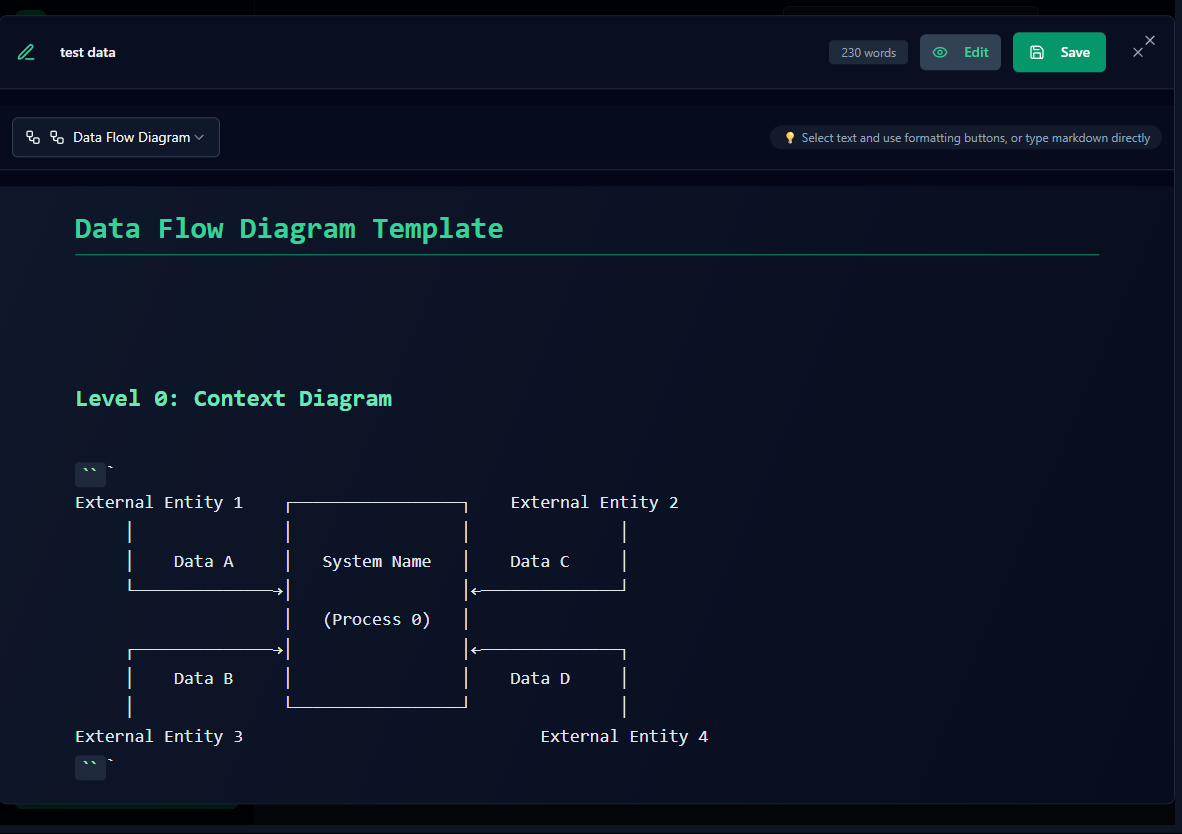 test data
230 words
Edit
Save
Data Flow Diagram
💡 Select text and use formatting buttons, or type markdown directly
Data Flow Diagram Template
Level 0: Context Diagram
```
External Entity 1    ┌─────────────────┐    External Entity 2
     │               │                 │               │
     │    Data A     │   System Name   │    Data C     │
     └──────────────→│                 │←──────────────┘
                     │   (Process 0)   │
     ┌──────────────→│                 │←──────────────┐
     │    Data B     │                 │    Data D     │
     │               └─────────────────┘               │
External Entity 3                              External Entity 4
```